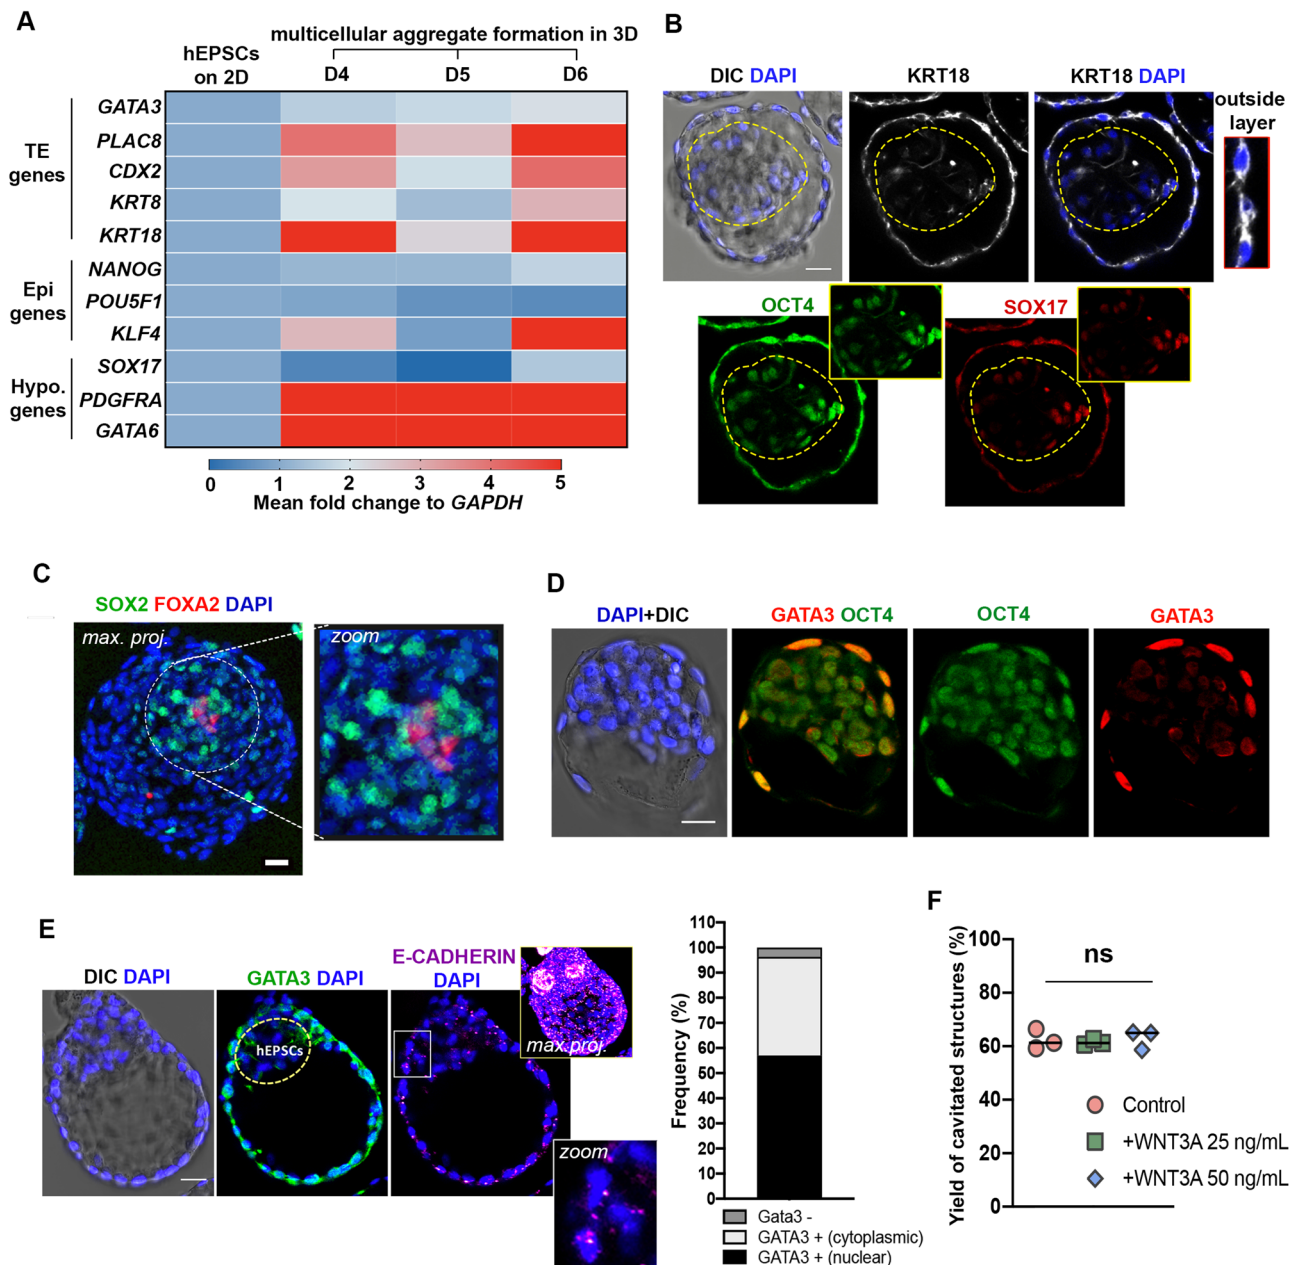 A
multicellular aggregate formation in 3D
hEPSCs
on 2D
D4
D5
D6
TE
genes
GATA3
PLAC8
CDX2
KRT8
KRT18
Epi
genes
NANOG
POU5F1
KLF4
Hypo.
genes
SOX17
PDGFRA
GATA6
0 1 2 3 4 5
Mean fold change to GAPDH
B
DIC DAPI
KRT18
KRT18 DAPI
outside
layer
OCT4
SOX17
C
SOX2 FOXA2 DAPI
max. proj.
zoom
D
DAPI+DIC
GATA3 OCT4
OCT4
GATA3
E
DIC DAPI
GATA3 DAPI
E-CADHERIN
DAPI
hEPSCs
max.proj.
zoom
Frequency (%)
110
100
90
80
70
60
50
40
30
20
10
0
Gata3 -
GATA3 + (cytoplasmic)
GATA3 + (nuclear)
F
Yield of cavitated structures (%)
100
80
60
40
20
0
ns
Control
+WNT3A 25 ng/mL
+WNT3A 50 ng/mL